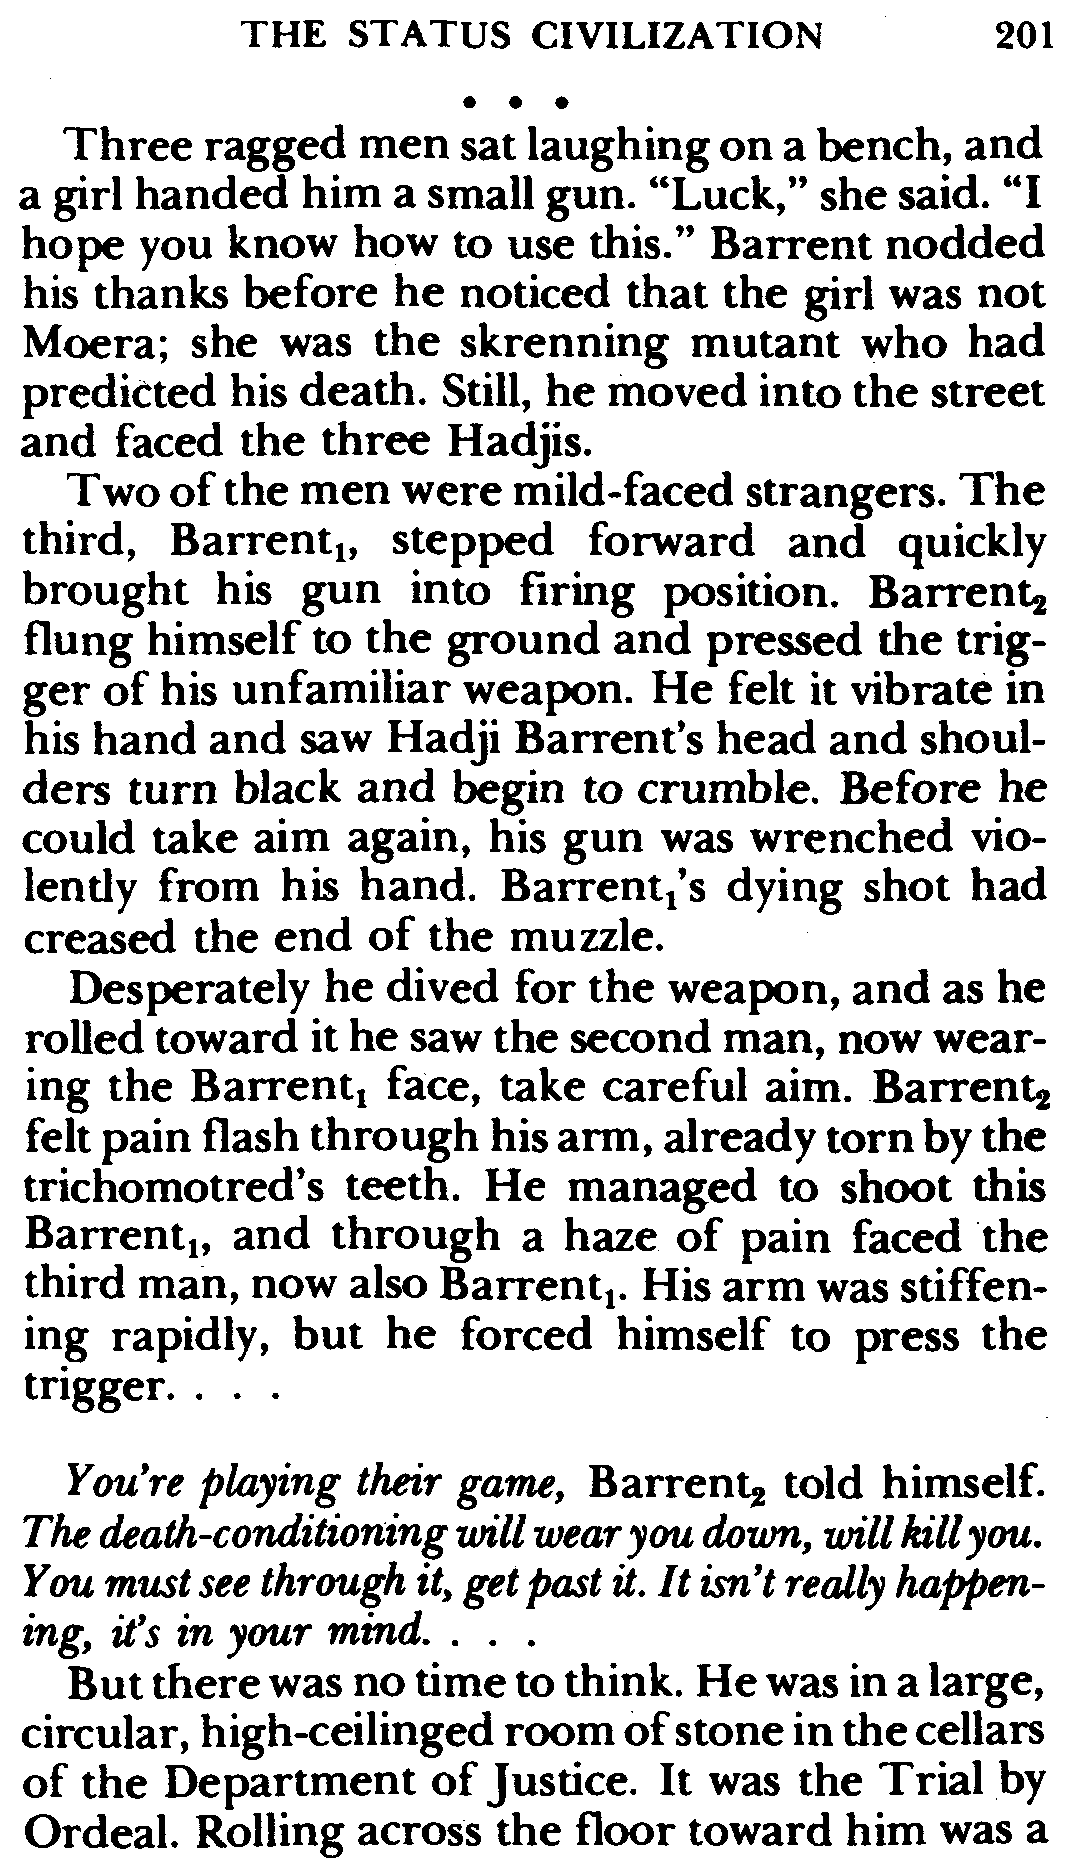 THE STATUS CIVILIZATION 201
• • •
Three ragged men sat laughing on a bench, and
a girl handed him a small gun. “Luck,” she said. “I
hope you know how to use this.” Barrent nodded
his thanks before he noticed that the girl was not
Moera; she was the skrenning mutant who had
predicted his death. Still, he moved into the street
and faced the three Hadjis.
Two of the men were mild-faced strangers. The
third, Barrent₁, stepped forward and quickly
brought his gun into firing position. Barrent₂
flung himself to the ground and pressed the trig-
ger of his unfamiliar weapon. He felt it vibrate in
his hand and saw Hadji Barrent’s head and shoul-
ders turn black and begin to crumble. Before he
could take aim again, his gun was wrenched vio-
lently from his hand. Barrent₁’s dying shot had
creased the end of the muzzle.
Desperately he dived for the weapon, and as he
rolled toward it he saw the second man, now wear-
ing the Barrent₁ face, take careful aim. Barrent₂
felt pain flash through his arm, already torn by the
trichomotred’s teeth. He managed to shoot this
Barrent₁, and through a haze of pain faced the
third man, now also Barrent₁. His arm was stiffen-
ing rapidly, but he forced himself to press the
trigger. . . .
You’re playing their game, Barrent₂ told himself.
The death-conditioning will wear you down, will kill you.
You must see through it, get past it. It isn’t really happen-
ing, it’s in your mind. . . .
But there was no time to think. He was in a large,
circular, high-ceilinged room of stone in the cellars
of the Department of Justice. It was the Trial by
Ordeal. Rolling across the floor toward him was a